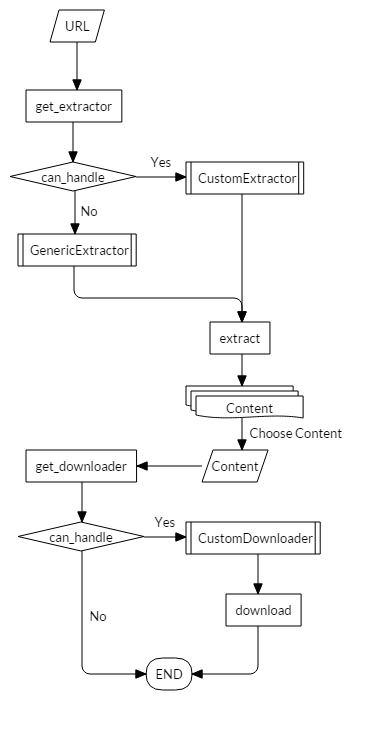 URL
get_extractor
can_handle
Yes
CustomExtractor
No
GenericExtractor
extract
Content
Choose Content
Content
get_downloader
can_handle
Yes
CustomDownloader
download
No
END